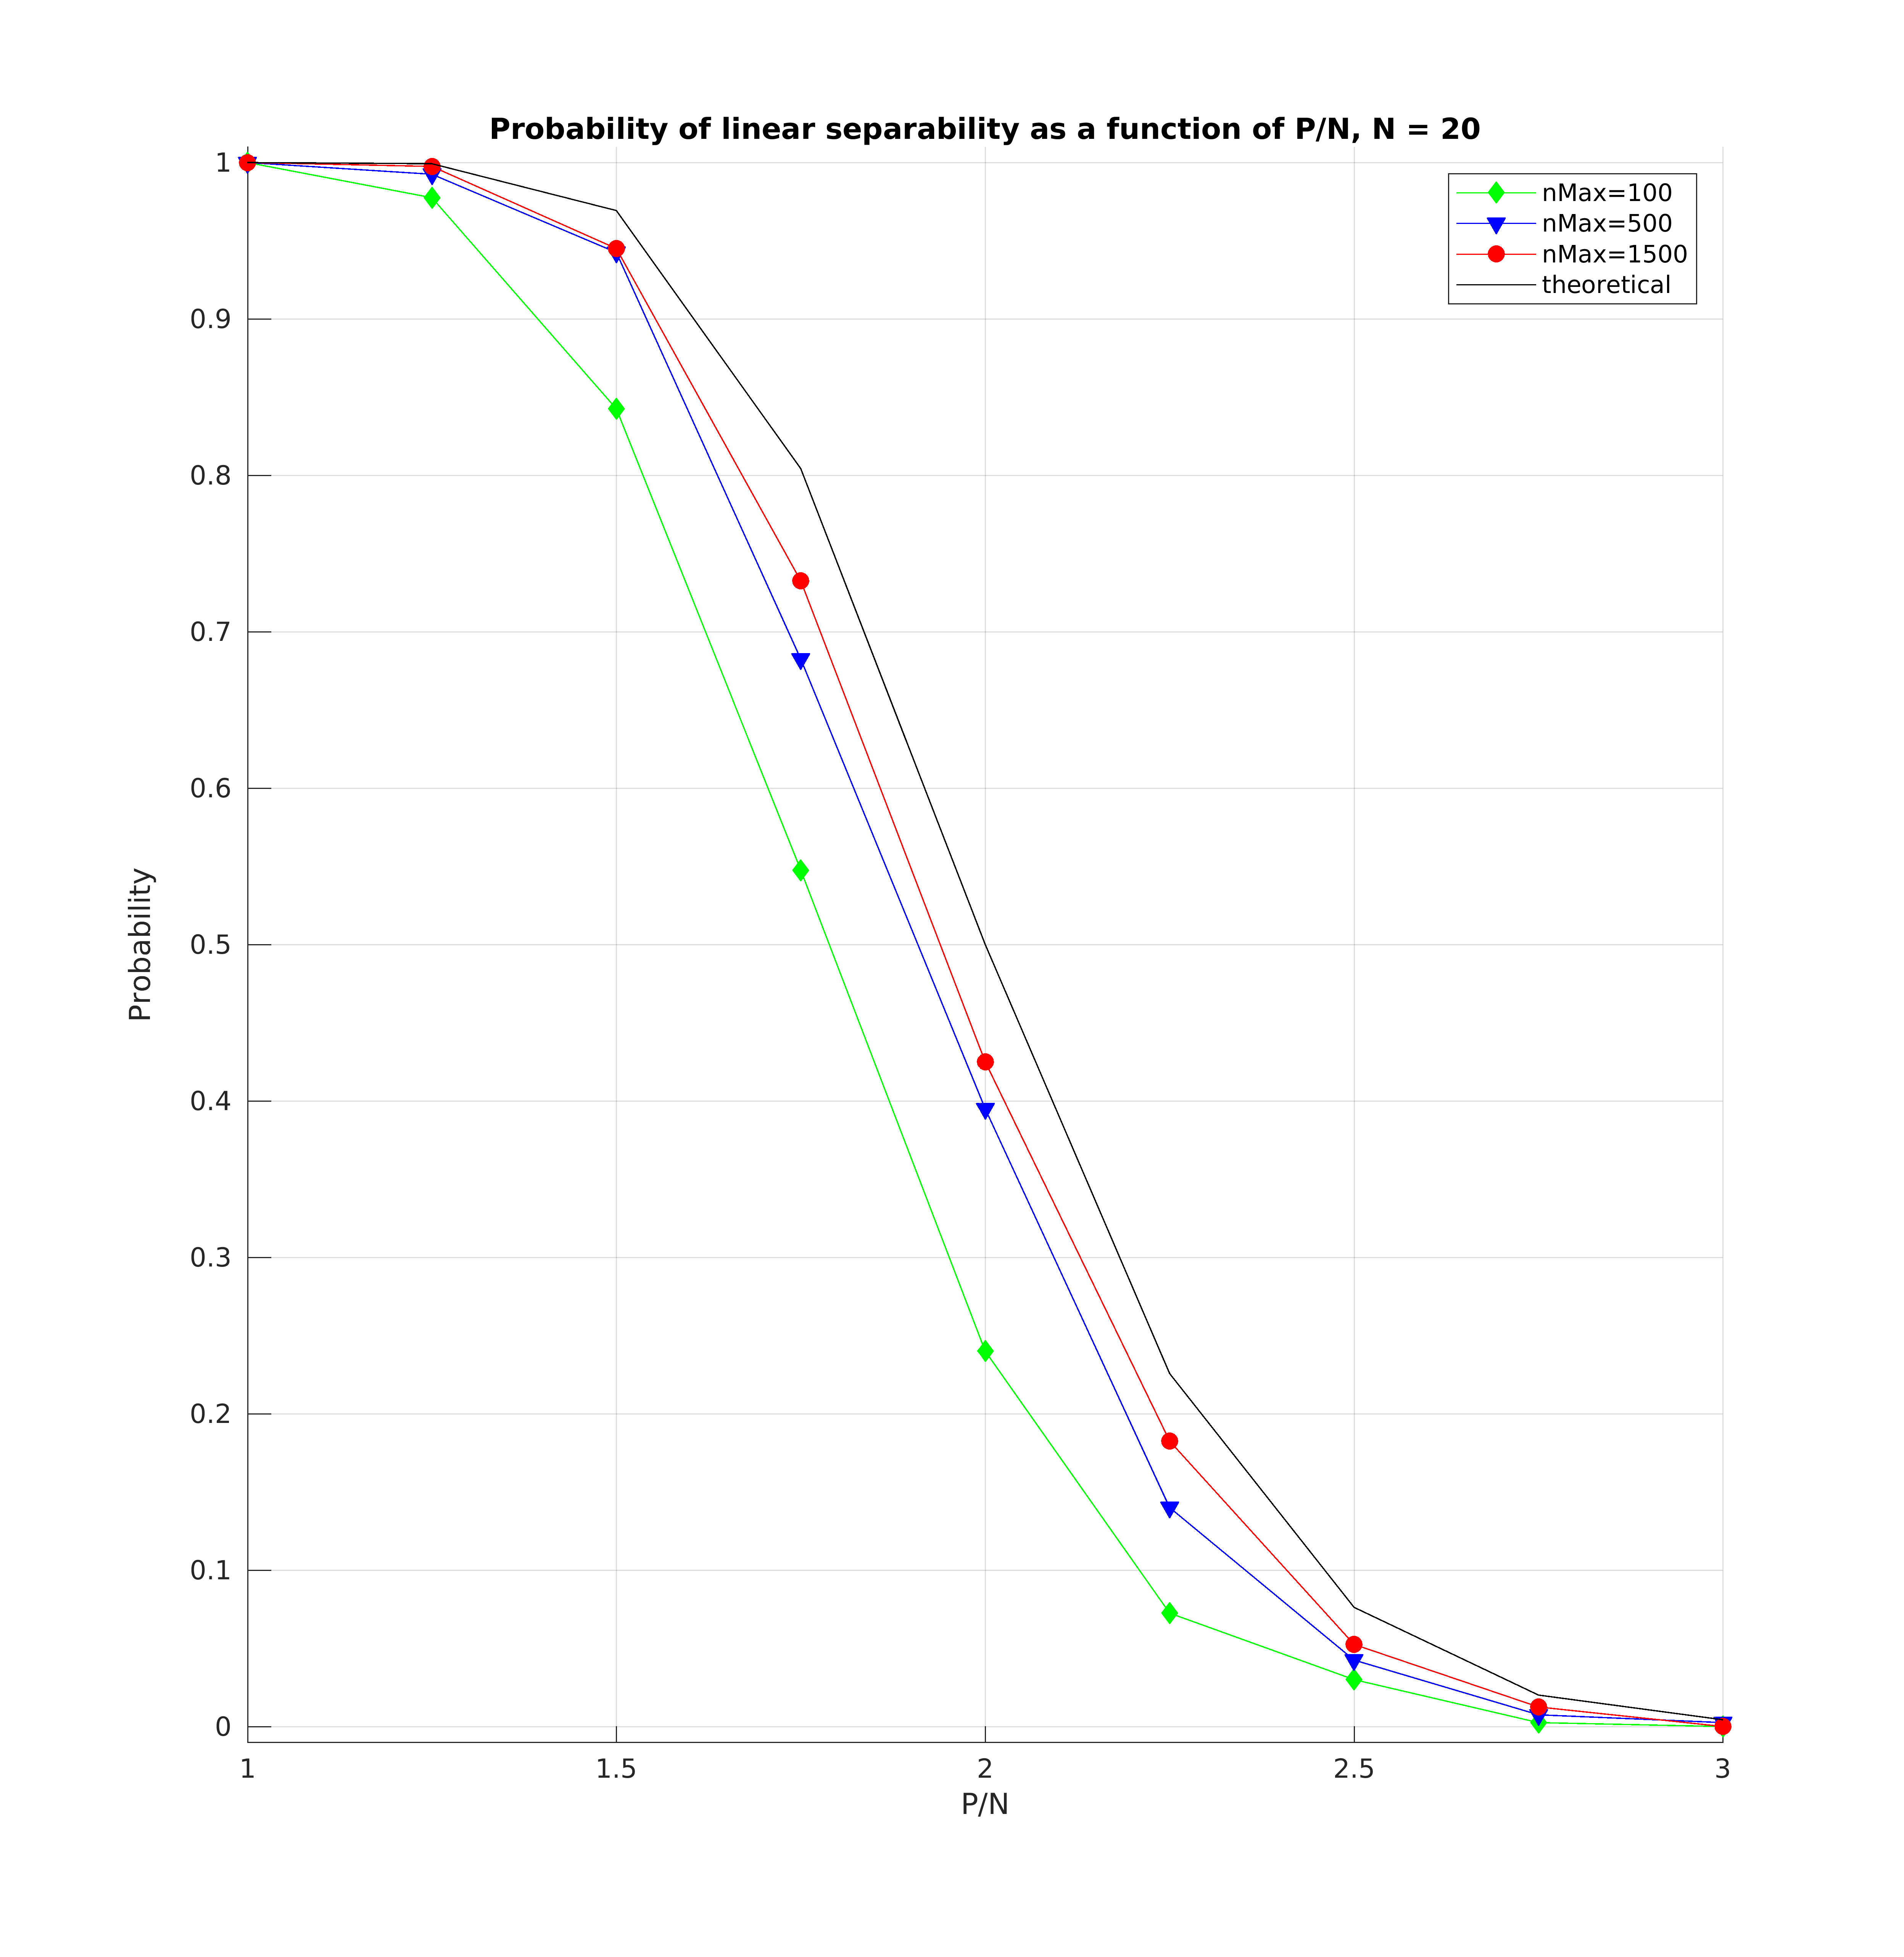 Probability of linear separability as a function of P/N, N = 20
nMax=100
nMax=500
nMax=1500
theoretical
1
0.9
0.8
0.7
0.6
0.5
0.4
0.3
0.2
0.1
0
Probability
1 1.5 2 2.5 3
P/N